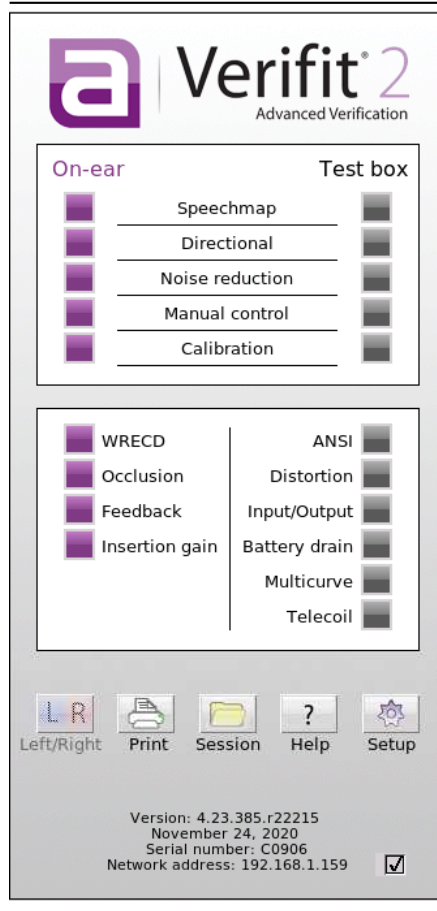 a Verifit® 2
Advanced Verification
On-ear Test box
Speechmap
Directional
Noise reduction
Manual control
Calibration
WRECD ANSI
Occlusion Distortion
Feedback Input/Output
Insertion gain Battery drain
Multicurve
Telecoil
L R ?
Left/Right Print Session Help Setup
Version: 4.23.385.r22215
November 24, 2020
Serial number: C0906
Network address: 192.168.1.159